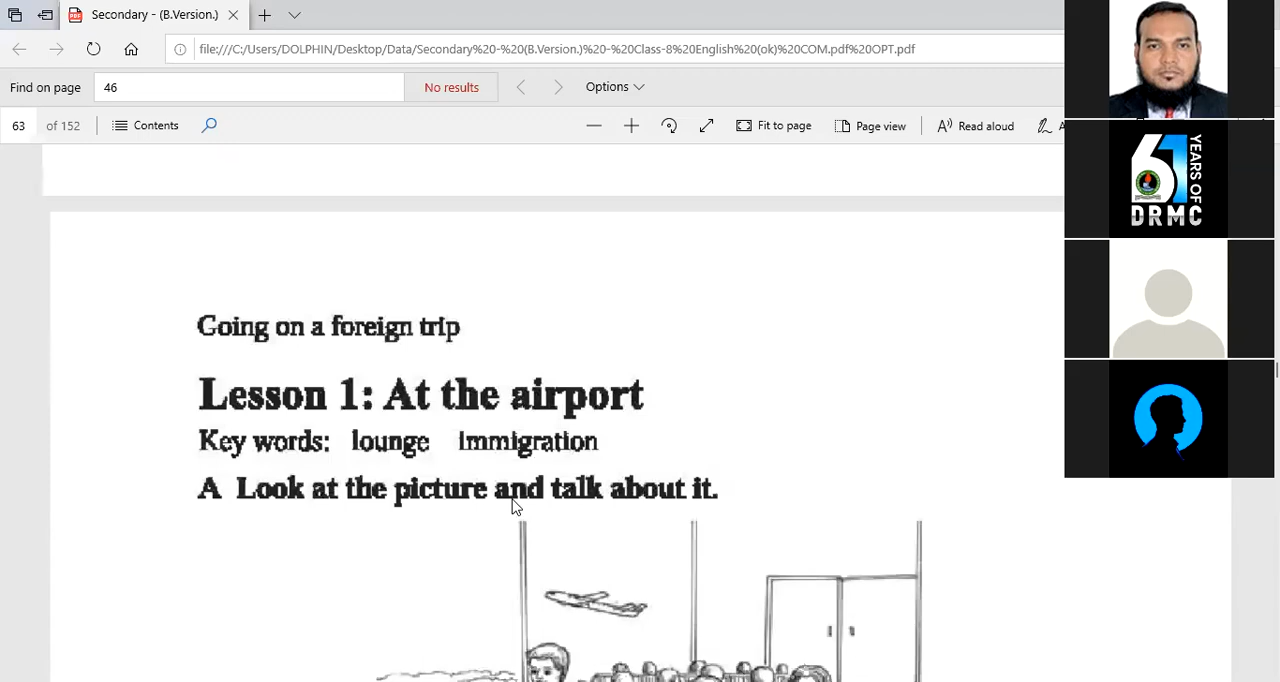 Secondary - (B.Version.)
file:///C:/Users/DOLPHIN/Desktop/Data/Secondary%20-%20(B.Version.)%20-%20Class-8%20English%20(ok)%20COM.pdf%20OPT.pdf
Find on page 46 No results Options
63 of 152 Contents Fit to page Page view Read aloud
61 YEARS OF DRMC
Going on a foreign trip
Lesson 1: At the airport
Key words: lounge immigration
A Look at the picture and talk about it.